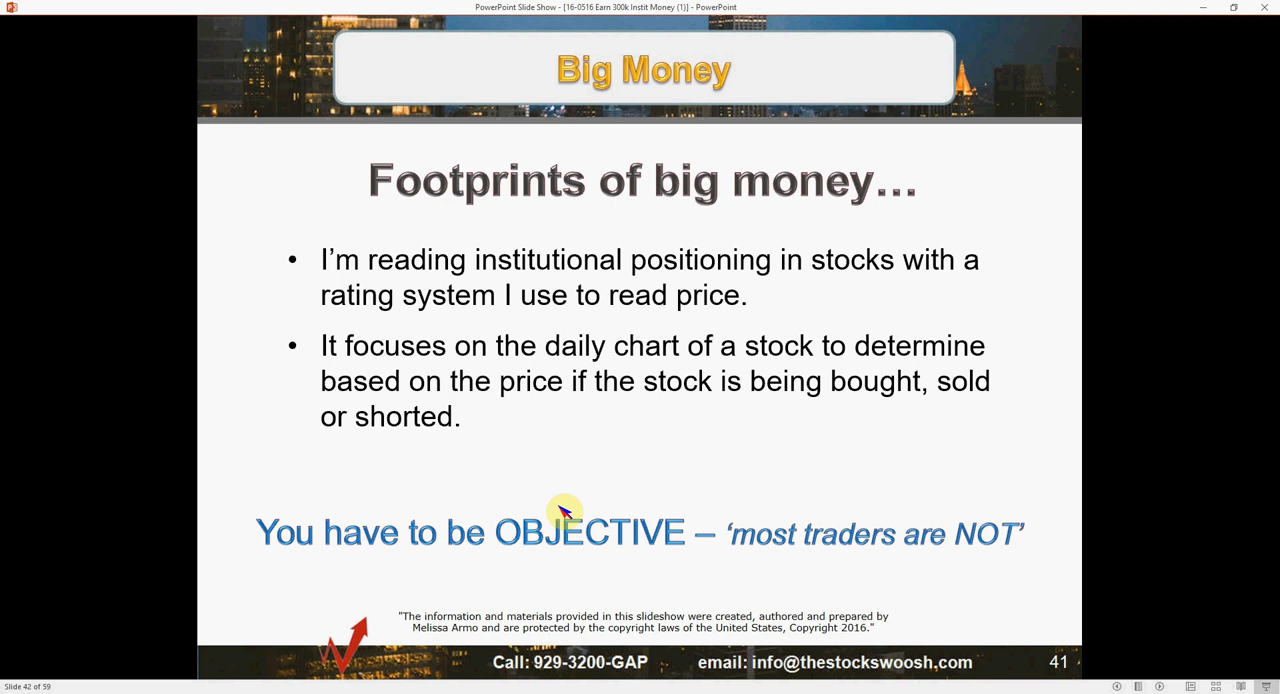 PowerPoint Slide Show - [16-0516 Earn 300k Instit Money (1)] - PowerPoint
Big Money
Footprints of big money…
• I’m reading institutional positioning in stocks with a
rating system I use to read price.
• It focuses on the daily chart of a stock to determine
based on the price if the stock is being bought, sold
or shorted.
You have to be OBJECTIVE – ‘most traders are NOT’
"The information and materials provided in this slideshow were created, authored and prepared by
Melissa Armo and are protected by the copyright laws of the United States, Copyright 2016."
Call: 929-3200-GAP email: info@thestockswoosh.com 41
Slide 42 of 59